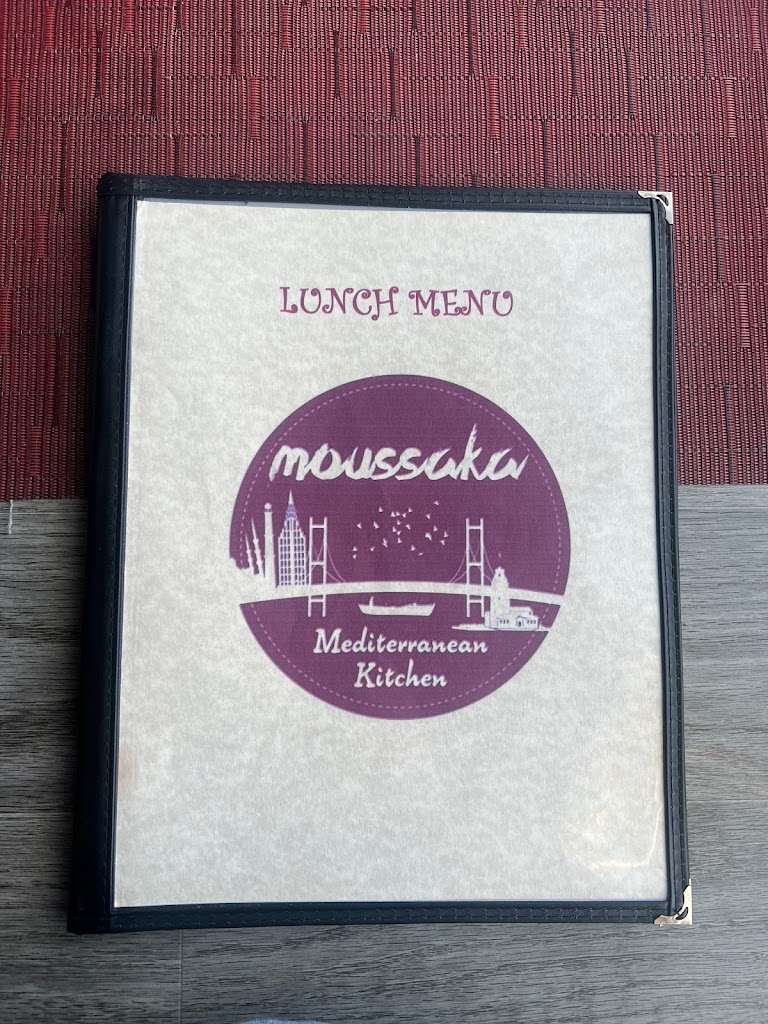 LUNCH MENU
moussaka
Mediterranean
Kitchen